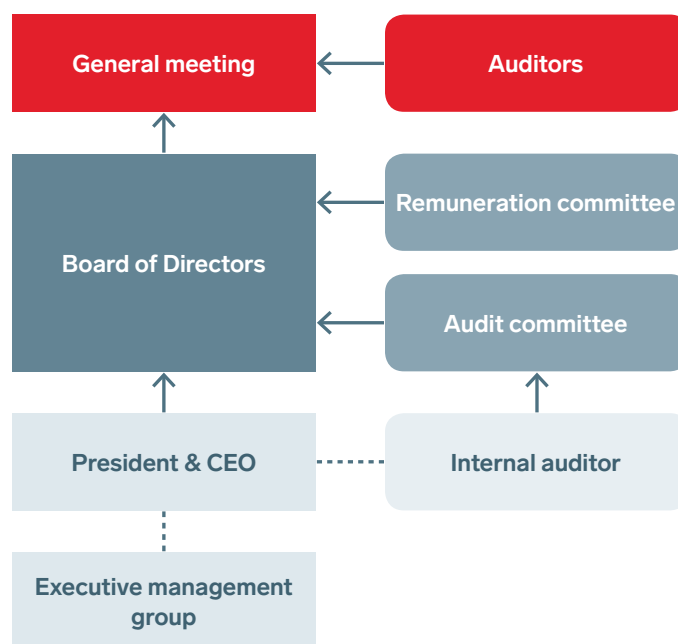 General meeting
Auditors
Remuneration committee
Board of Directors
Audit committee
President & CEO
Internal auditor
Executive management
group